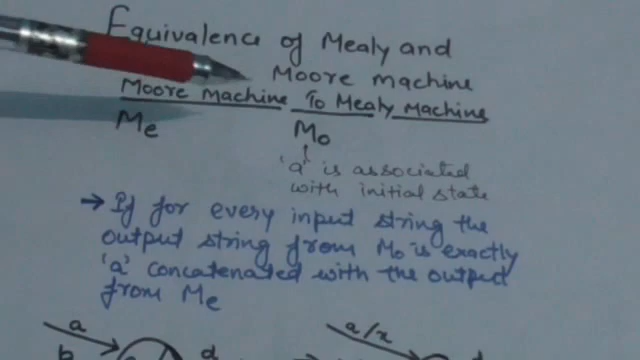 Equivalence of Mealy and
Moore machine
Moore Machine To Mealy Machine
Me Mo
'a' is associated
with initial state
→ If for every input string the
output string from Mo is exactly
'a' concatenated with the output
from Me
a a/x
b d